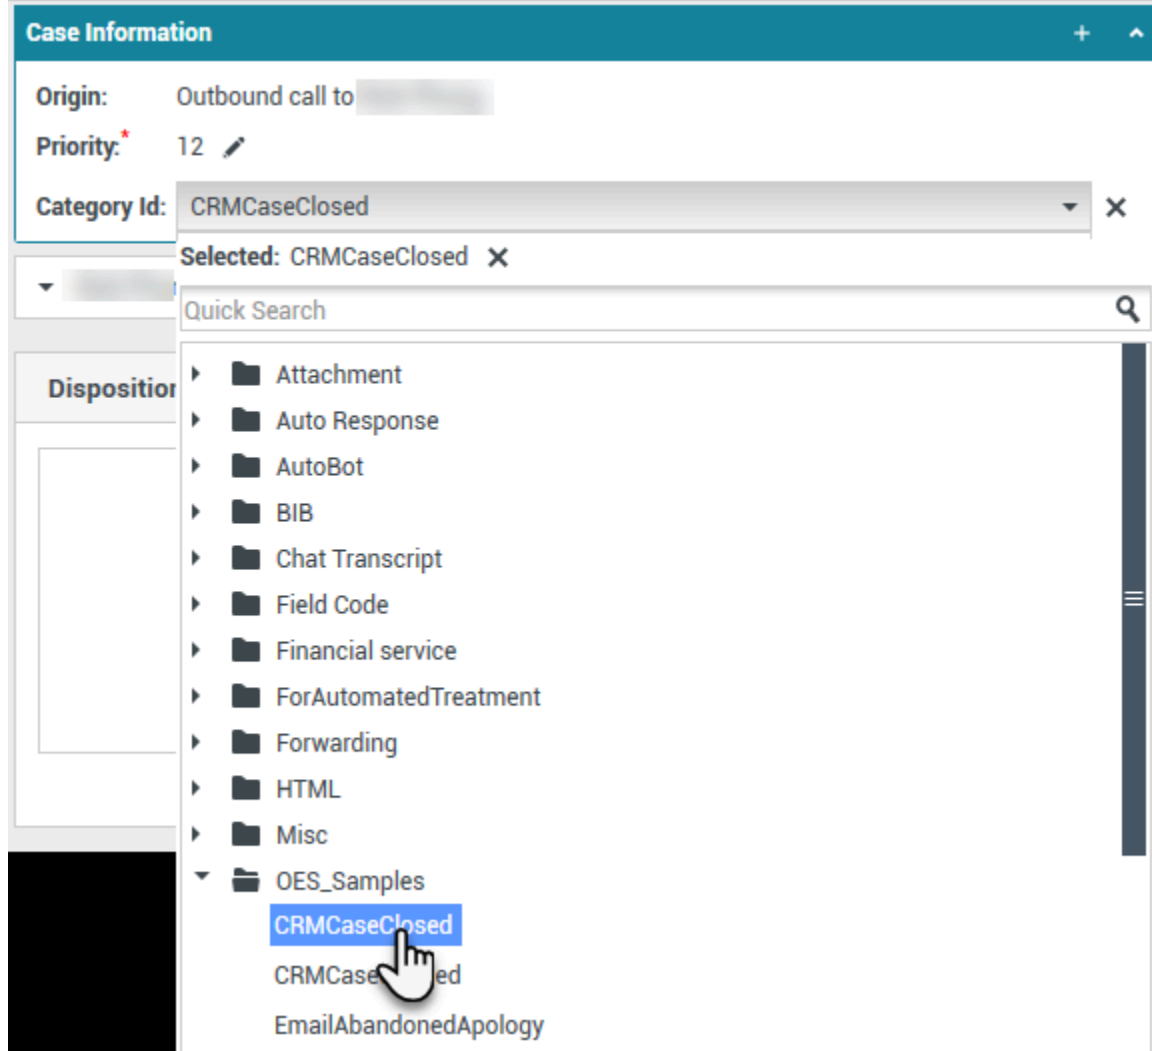 Case Information
Origin: Outbound call to
Priority:* 12
Category Id: CRMCaseClosed
Selected: CRMCaseClosed
Quick Search
Disposition
Attachment
Auto Response
AutoBot
BIB
Chat Transcript
Field Code
Financial service
ForAutomatedTreatment
Forwarding
HTML
Misc
OES_Samples
CRMCaseClosed
EmailAbandonedApology